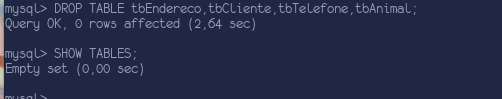 mysql> DROP TABLE tbEndereco,tbCliente,tbTelefone,tbAnimal;
Query OK, 0 rows affected (2,64 sec)
mysql> SHOW TABLES;
Empty set (0,00 sec)
mysql>